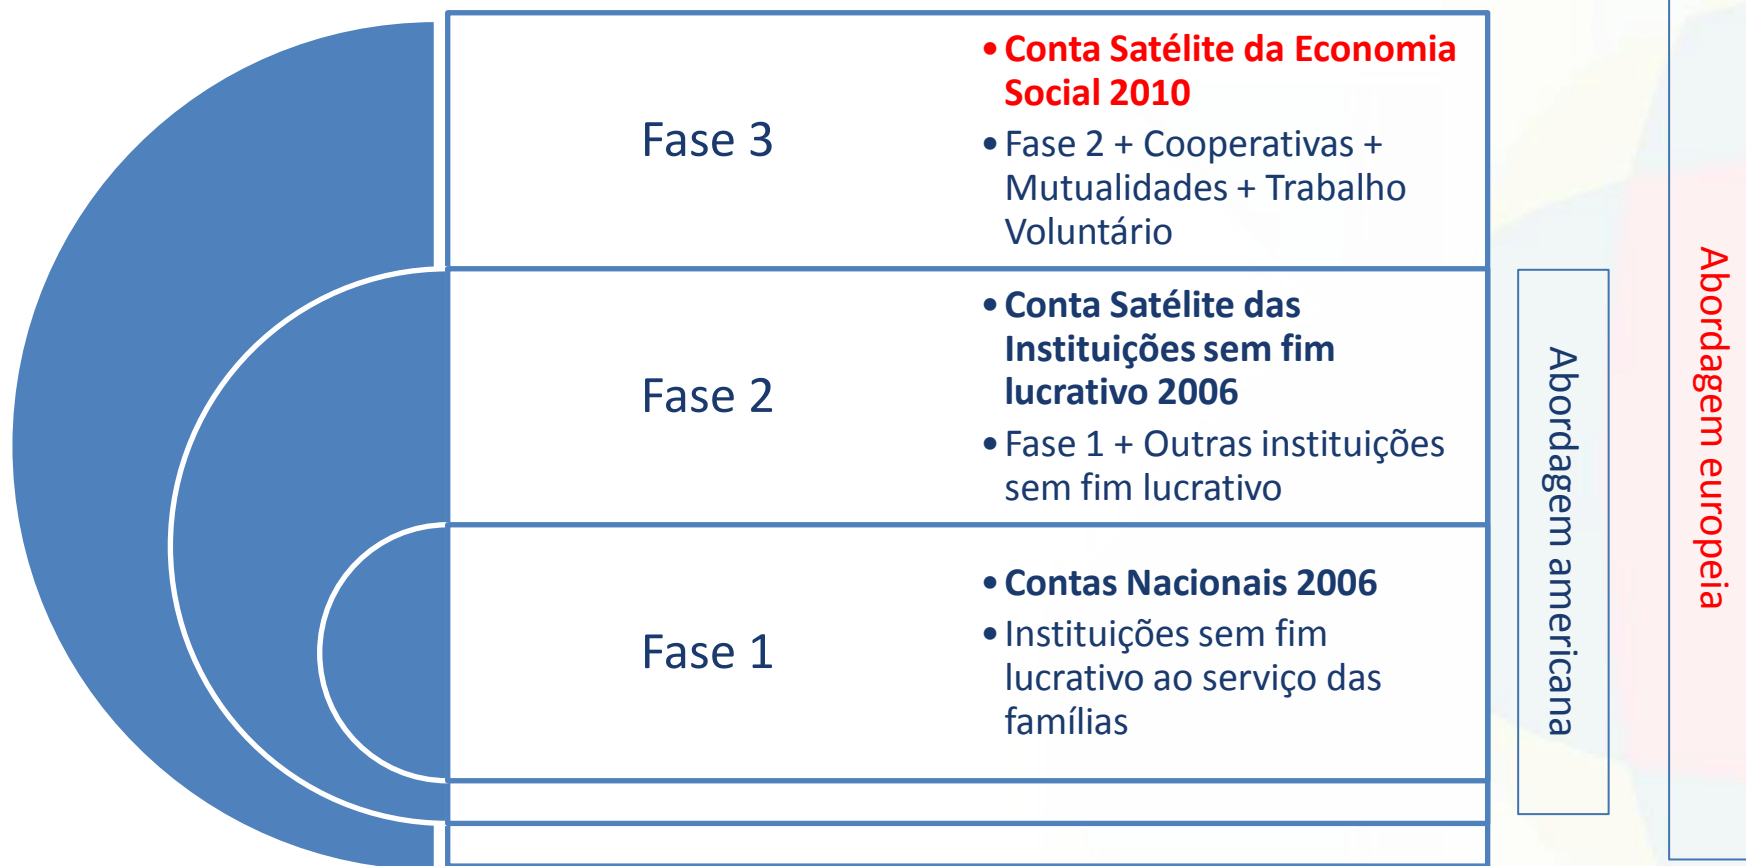 Fase 3
• Conta Satélite da Economia
Social 2010
• Fase 2 + Cooperativas +
Mutualidades + Trabalho
Voluntário
Fase 2
• Conta Satélite das
Instituições sem fim
lucrativo 2006
• Fase 1 + Outras instituições
sem fim lucrativo
Fase 1
• Contas Nacionais 2006
• Instituições sem fim
lucrativo ao serviço das
famílias
Abordagem americana
Abordagem europeia